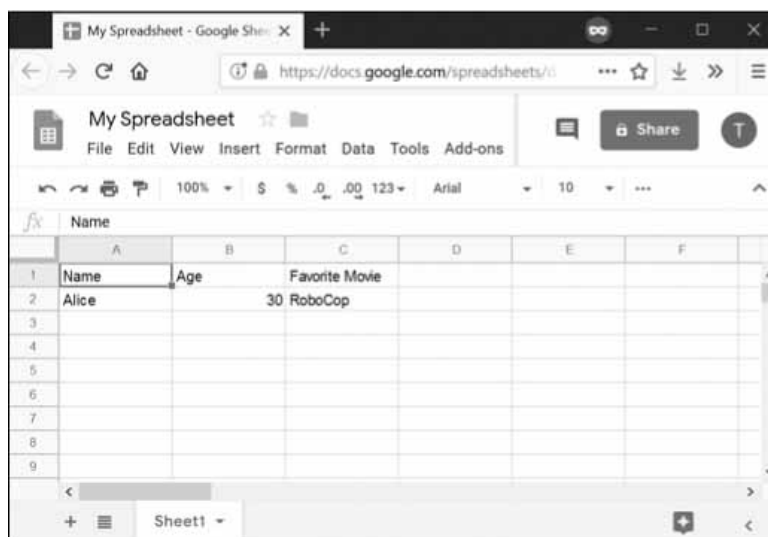 My Spreadsheet - Google She
https://docs.google.com/spreadsheets/d
My Spreadsheet
Share
T
File Edit View Insert Format Data Tools Add-ons
100% $ % .0 .00 123 Arial 10
fx Name
A B C D E F
1 Name Age Favorite Movie
2 Alice 30 RoboCop
3
4
5
6
7
8
9
Sheet1